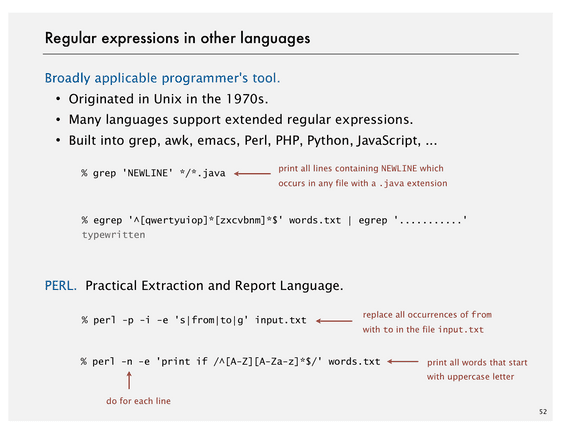 Regular expressions in other languages
Broadly applicable programmer's tool.
• Originated in Unix in the 1970s.
• Many languages support extended regular expressions.
• Built into grep, awk, emacs, Perl, PHP, Python, JavaScript, ...
% grep 'NEWLINE' */*.java
print all lines containing NEWLINE which
occurs in any file with a .java extension
% egrep '^[qwertyuiop]*[zxcvbnm]*$' words.txt | egrep '...........'
typewritten
PERL. Practical Extraction and Report Language.
% perl -p -i -e 's|from|to|g' input.txt
replace all occurrences of from
with to in the file input.txt
% perl -n -e 'print if /^[A-Z][A-Za-z]*$/' words.txt
print all words that start
with uppercase letter
do for each line
52